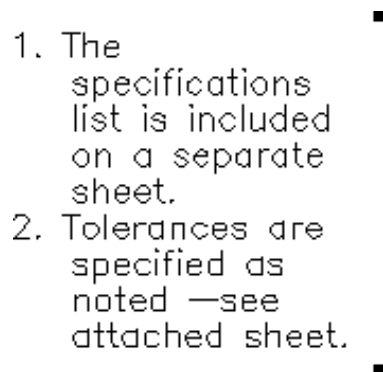 1. The
specifications
list is included
on a separate
sheet.
2. Tolerances are
specified as
noted —see
attached sheet.